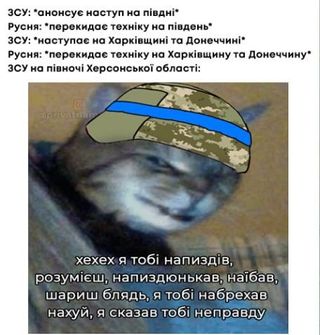 ЗСУ: *анонсує наступ на півдні*
Русня: *перекидає техніку на південь*
ЗСУ: *наступає на Харківщині та Донеччині*
Русня: *перекидає техніку на Харківщину та Донеччину*
ЗСУ на півночі Херсонської області:
хехех я тобі напиздів,
розумієш, напиздюнькав, наїбав,
шариш блядь, я тобі набрехав
нахуй, я сказав тобі неправду